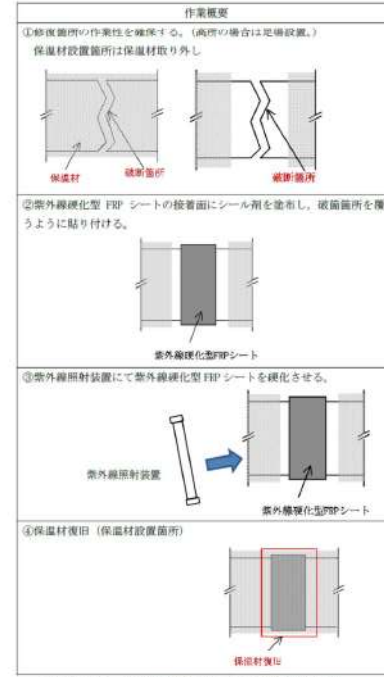 作業概要
①修復箇所の作業性を確保する。(高所の場合は足場設置。)
保温材設置箇所は保温材取り外し
保温材
破断箇所
破断箇所
②紫外線硬化型 FRP シートの接着面にシール剤を塗布し，破断箇所を覆
うように貼り付ける。
紫外線硬化型FRPシート
③紫外線照射装置にて紫外線硬化型 FRP シートを硬化させる。
紫外線照射装置
紫外線硬化型FRPシート
④保温材復旧（保温材設置箇所）
保温材復旧